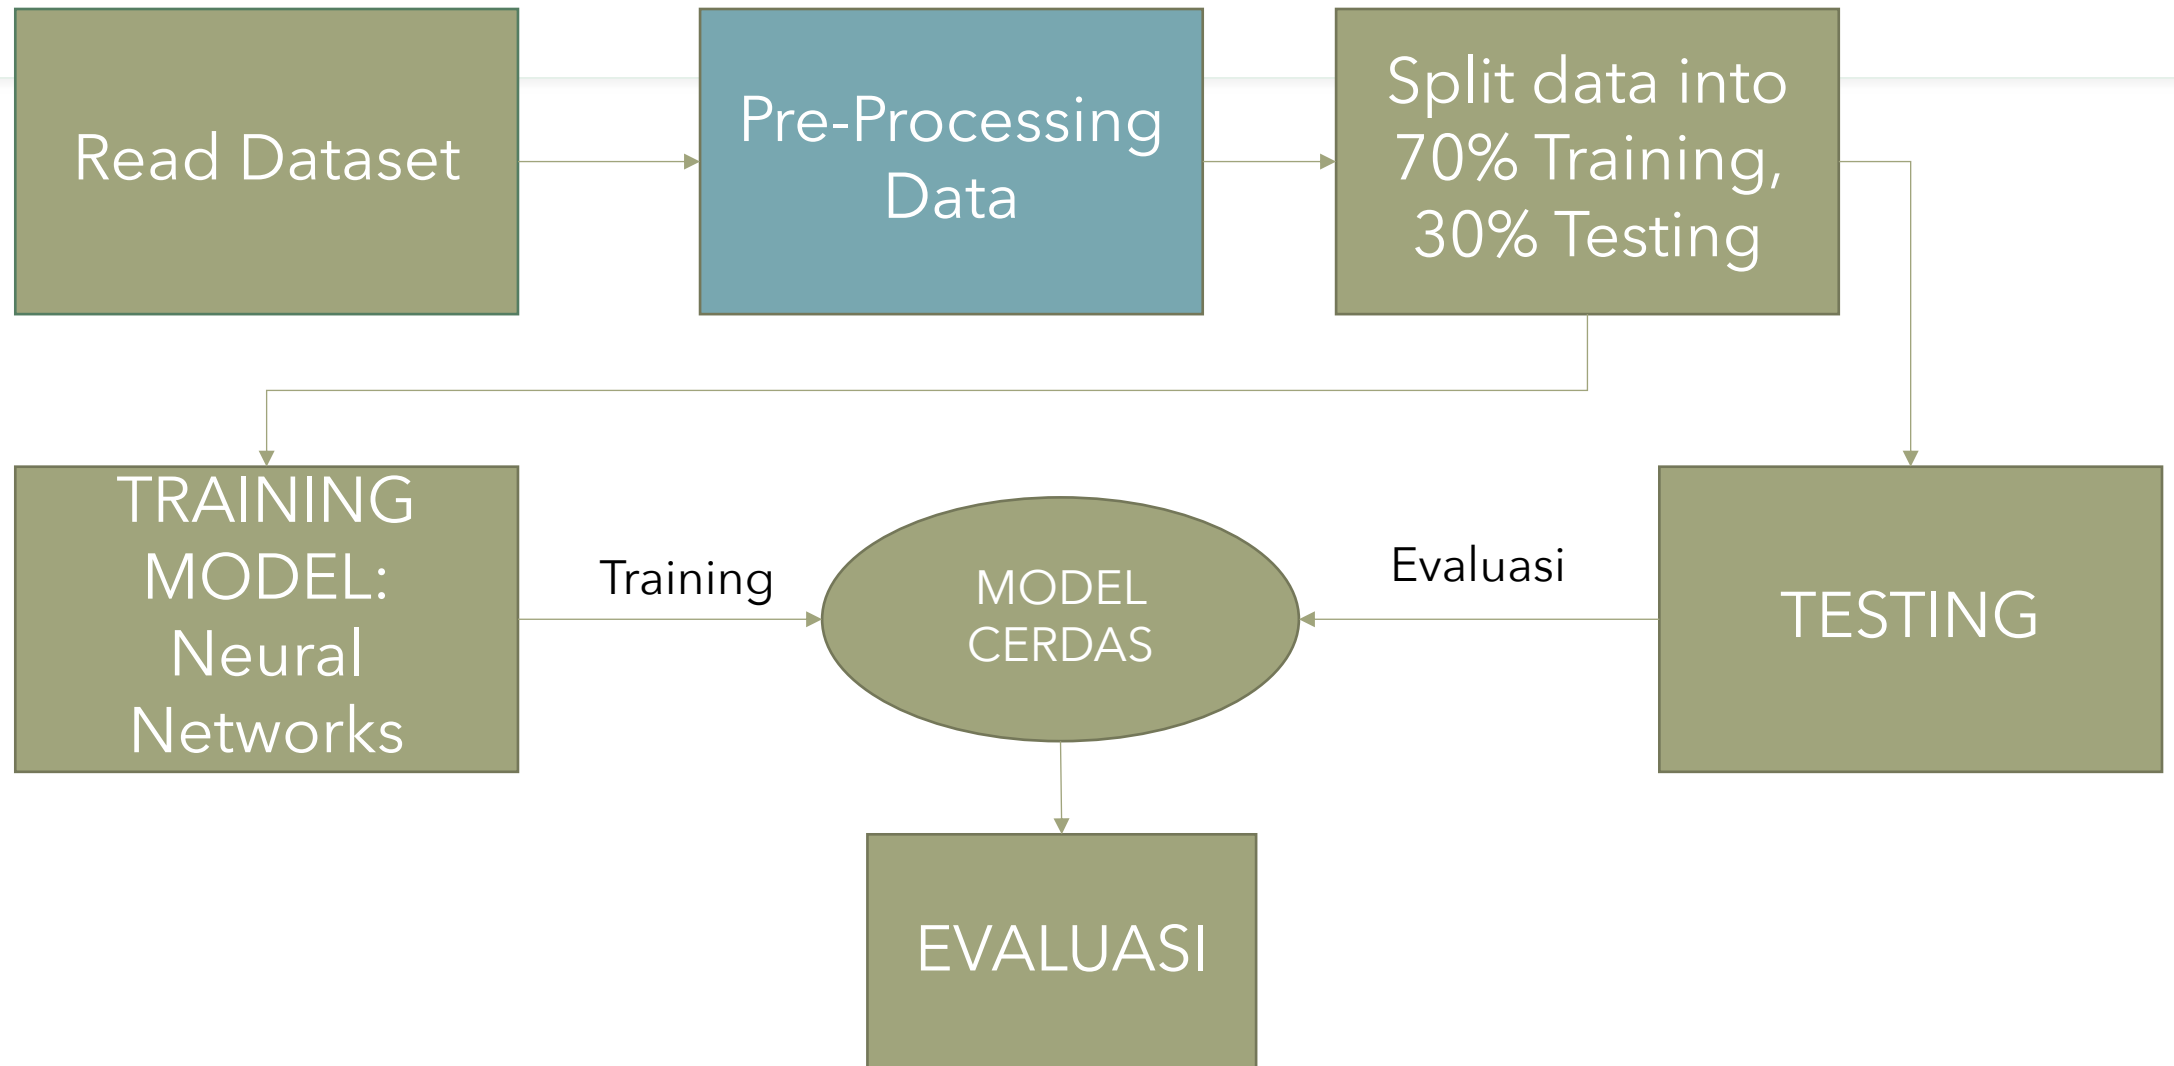 Read Dataset
Pre-Processing
Data
Split data into
70% Training,
30% Testing
TRAINING
MODEL:
Neural
Networks
Training
MODEL
CERDAS
Evaluasi
TESTING
EVALUASI